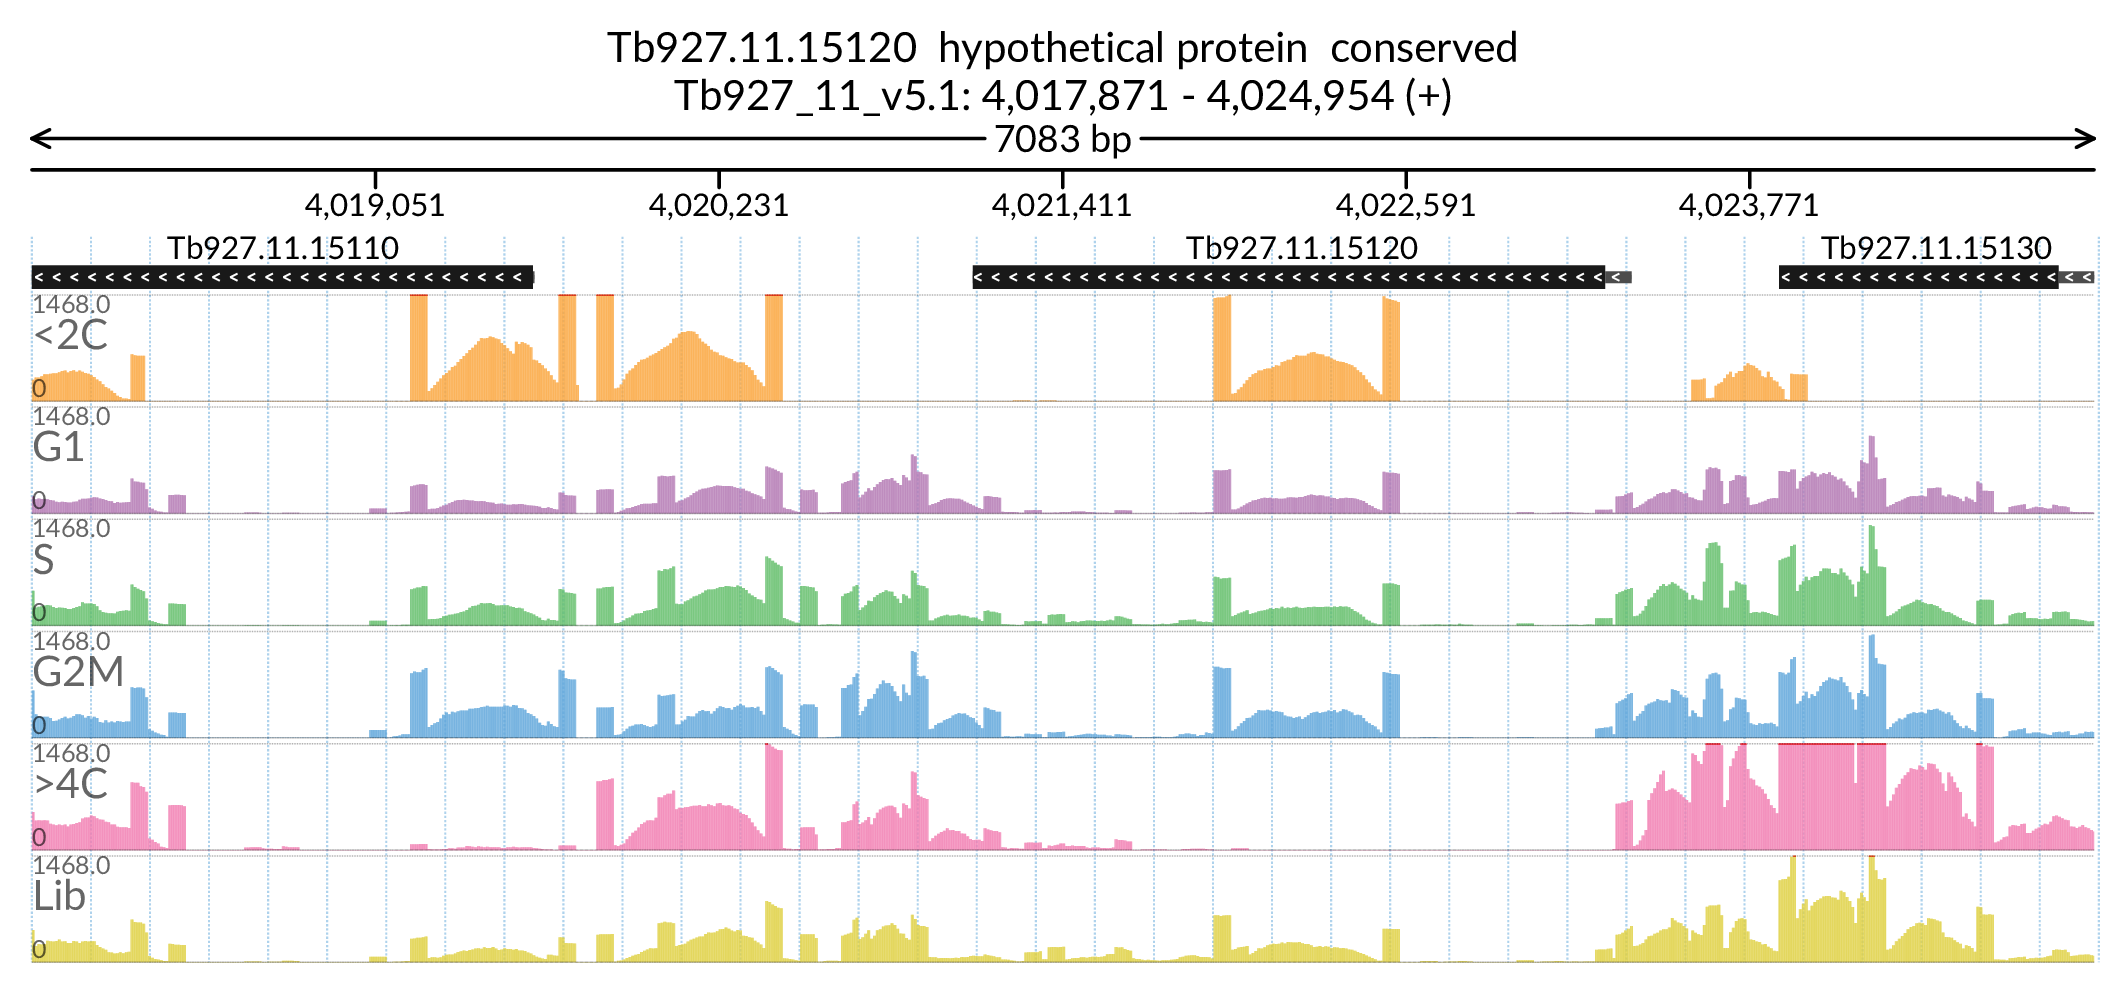 Tb927.11.15120  hypothetical protein  conserved
Tb927_11_v5.1: 4,017,871 - 4,024,954 (+)
7083 bp
4,019,051 4,020,231 4,021,411 4,022,591 4,023,771
Tb927.11.15110 Tb927.11.15120 Tb927.11.15130
1468.0
<2C
0
1468.0
G1
0
1468.0
S
0
1468.0
G2M
0
1468.0
>4C
0
1468.0
Lib
0